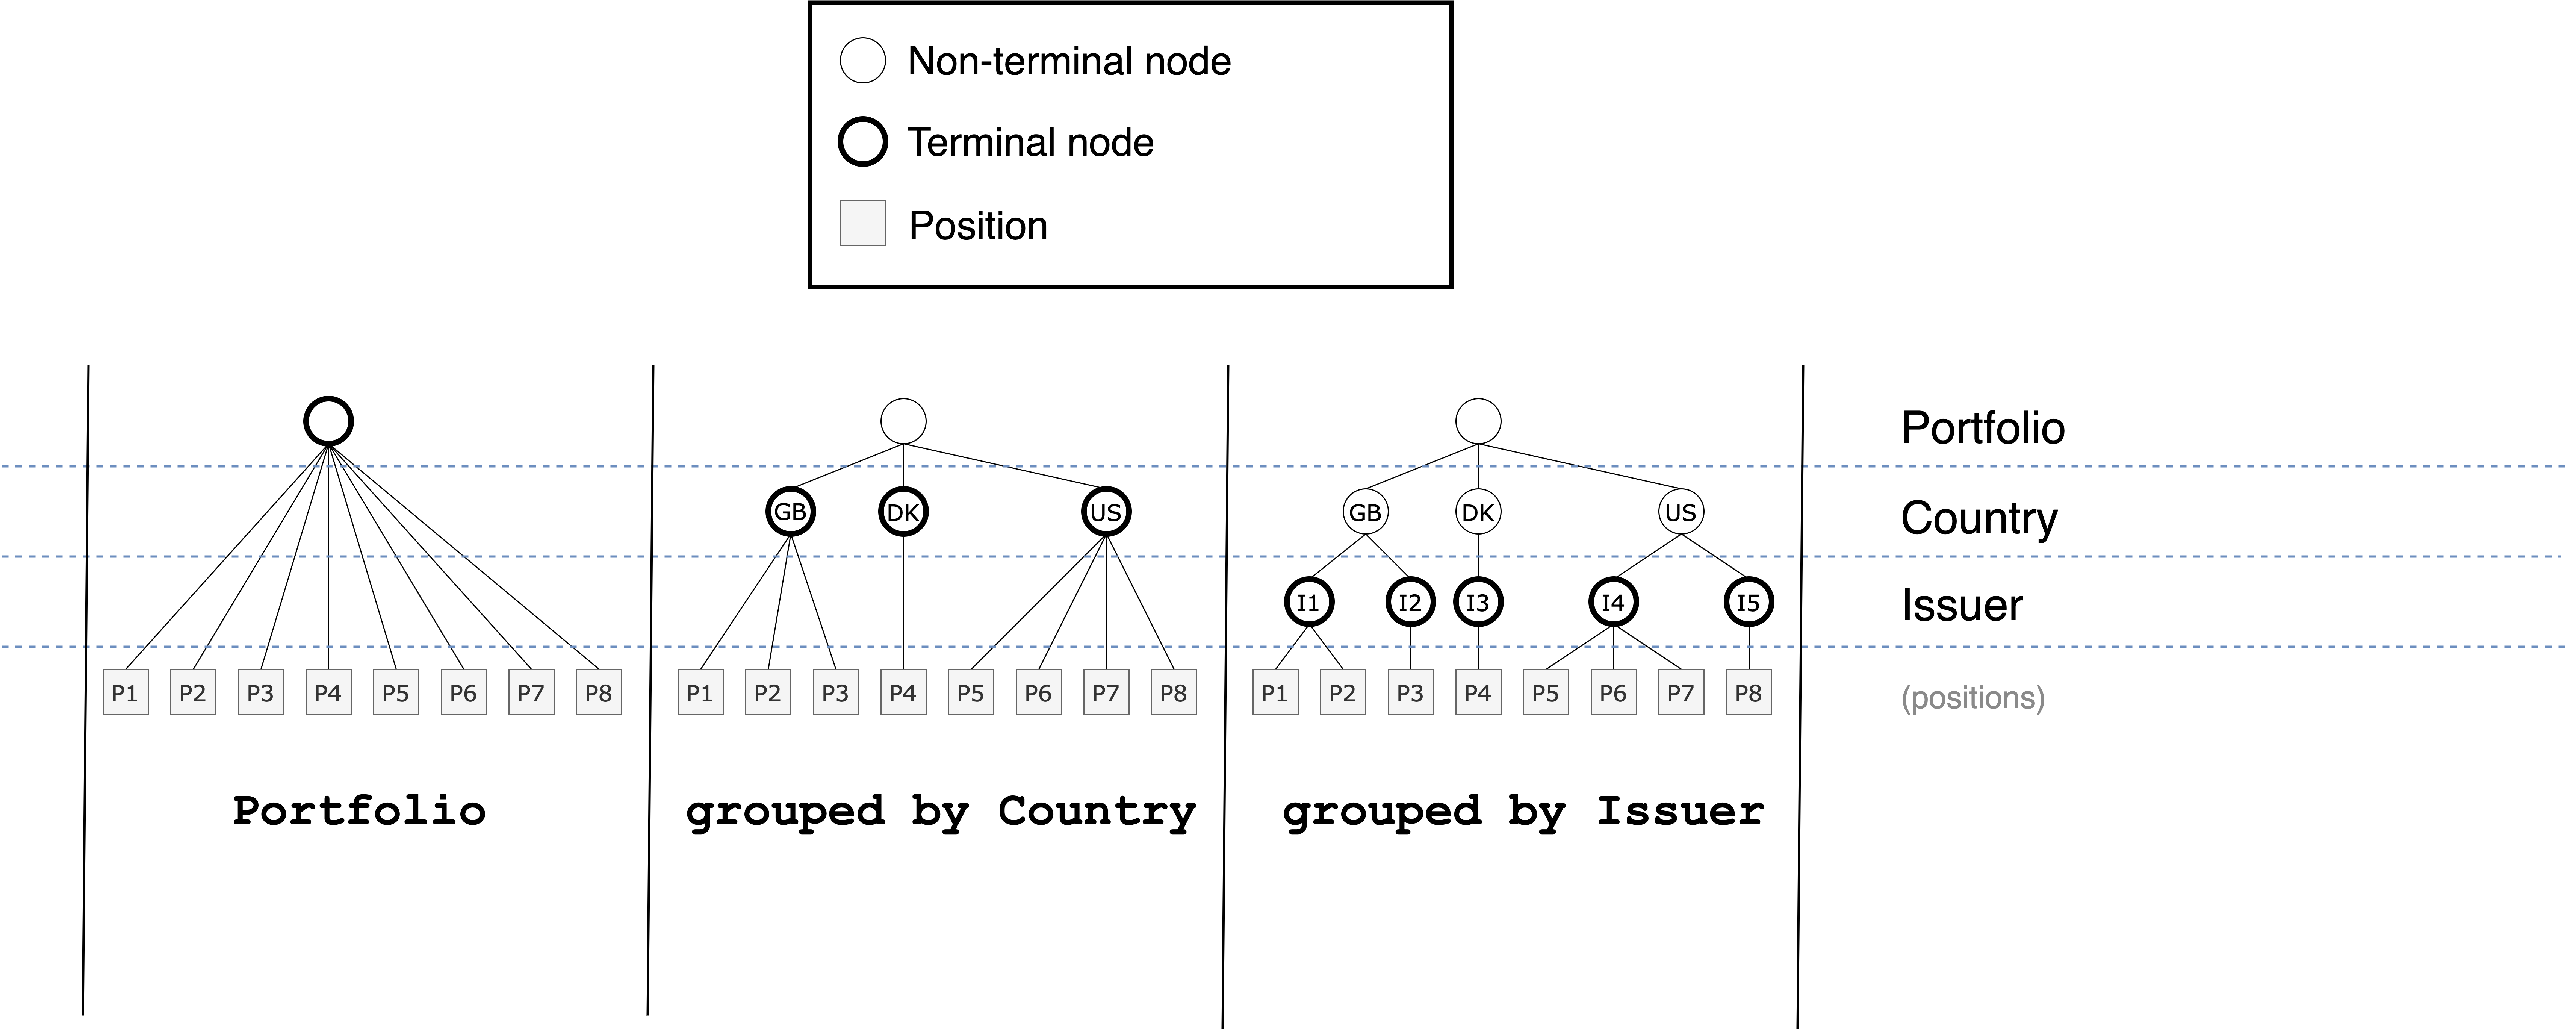 Non-terminal node
Terminal node
Position
Portfolio
GB DK US GB DK US Country
I1 I2 I3 I4 I5 Issuer
P1 P2 P3 P4 P5 P6 P7 P8 P1 P2 P3 P4 P5 P6 P7 P8 P1 P2 P3 P4 P5 P6 P7 P8 (positions)
Portfolio grouped by Country grouped by Issuer